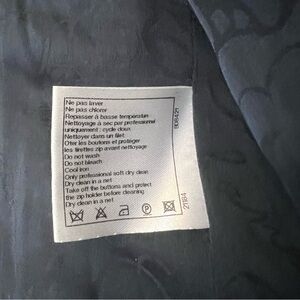 Ne pas laver
Ne pas chlorer
Repasser à basse température
Nettoyage à sec par professionnel
uniquement: cycle doux
Nettoyer dans un filet
Oter les boutons et protéger
les tirettes zip avant nettoyage
Do not wash
Do not bleach
Cool iron
Only professional soft dry clean
Dry clean in a net
Take off the buttons and protect
the zip holder before cleaning
Dry clean in a net
P
21184